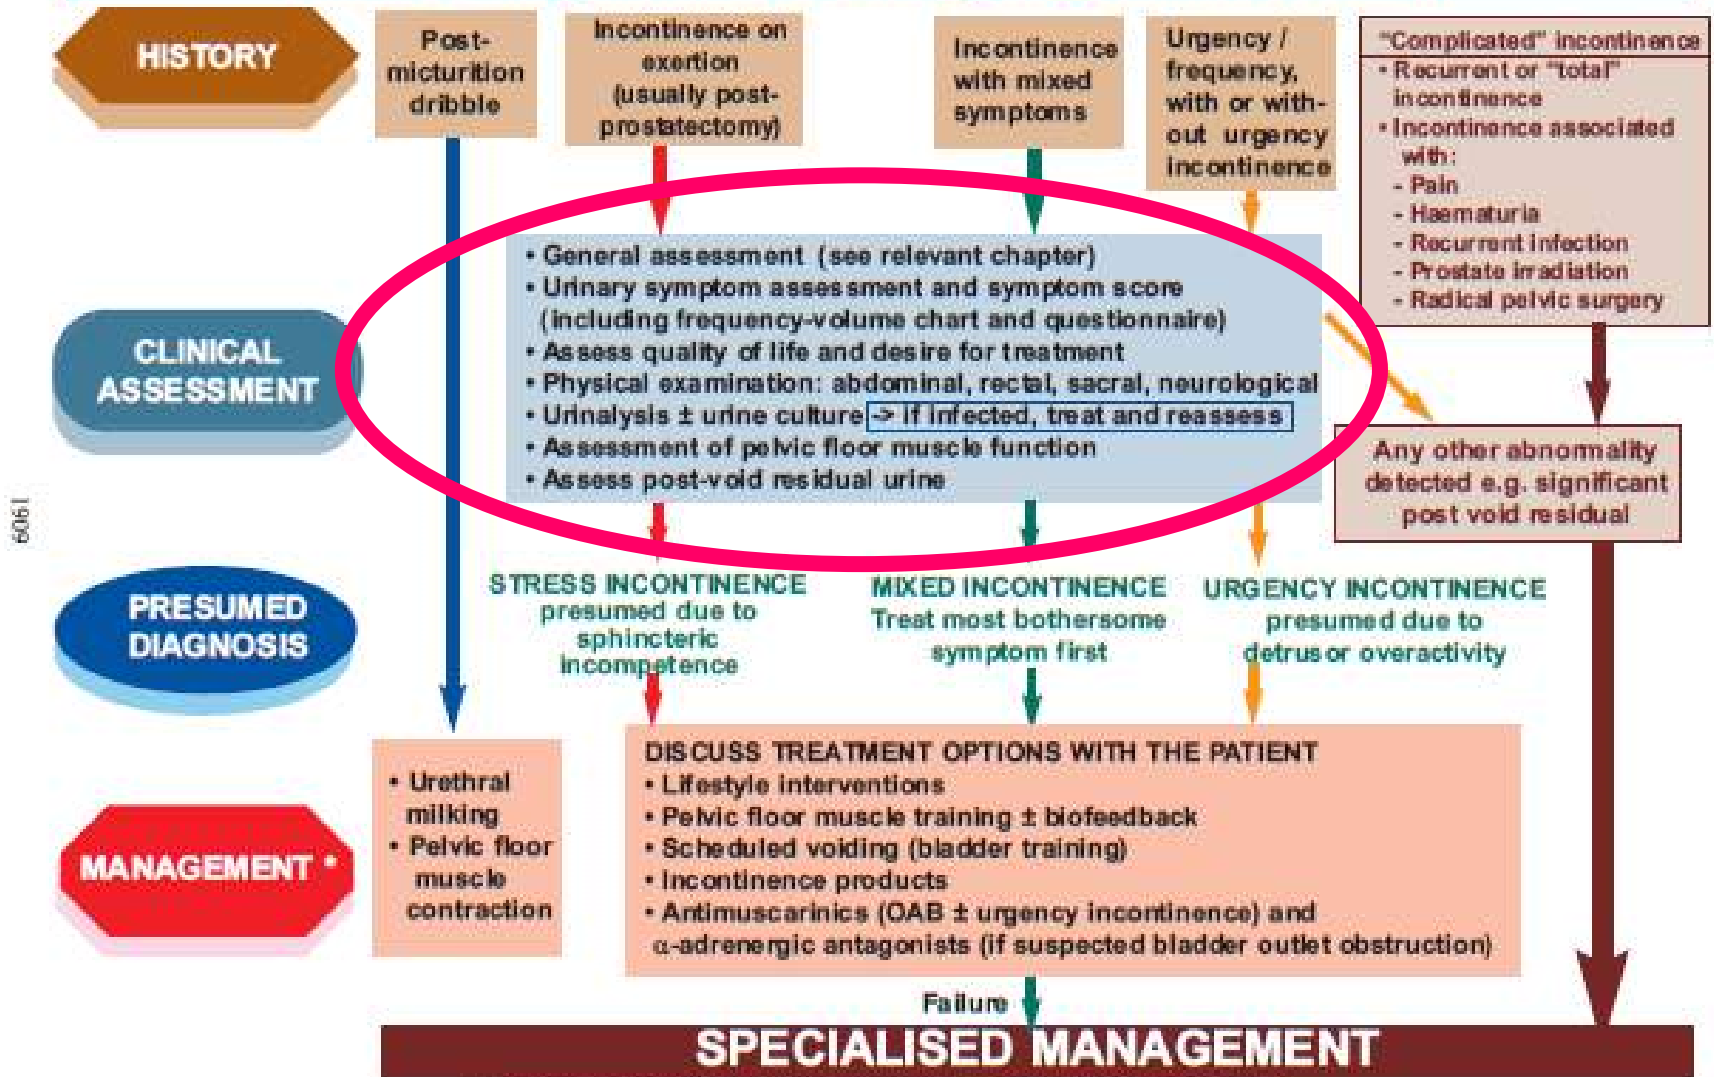 HISTORY
Post-
micturition
dribble
Incontinence on
exertion
(usually post-
prostatectomy)
Incontinence
with mixed
symptoms
Urgency /
frequency,
with or with-
out urgency
incontinence
"Complicated" incontinence
• Recurrent or "total"
incontinence
• Incontinence associated
with:
- Pain
- Haematuria
- Recurrent infection
- Prostate irradiation
- Radical pelvic surgery
CLINICAL
ASSESSMENT
• General assessment (see relevant chapter)
• Urinary symptom assessment and symptom score
(including frequency-volume chart and questionnaire)
• Assess quality of life and desire for treatment
• Physical examination: abdominal, rectal, sacral, neurological
• Urinalysis ± urine culture -> if infected, treat and reassess
• Assessment of pelvic floor muscle function
• Assess post-void residual urine
Any other abnormality
detected e.g. significant
post void residual
1909
PRESUMED
DIAGNOSIS
STRESS INCONTINENCE
presumed due to
sphincteric
incompetence
MIXED INCONTINENCE
Treat most bothersome
symptom first
URGENCY INCONTINENCE
presumed due to
detrusor overactivity
MANAGEMENT *
• Urethral
milking
• Pelvic floor
muscle
contraction
DISCUSS TREATMENT OPTIONS WITH THE PATIENT
• Lifestyle interventions
• Pelvic floor muscle training ± biofeedback
• Scheduled voiding (bladder training)
• Incontinence products
• Antimuscarinics (OAB ± urgency incontinence) and
α-adrenergic antagonists (if suspected bladder outlet obstruction)
Failure
SPECIALISED MANAGEMENT